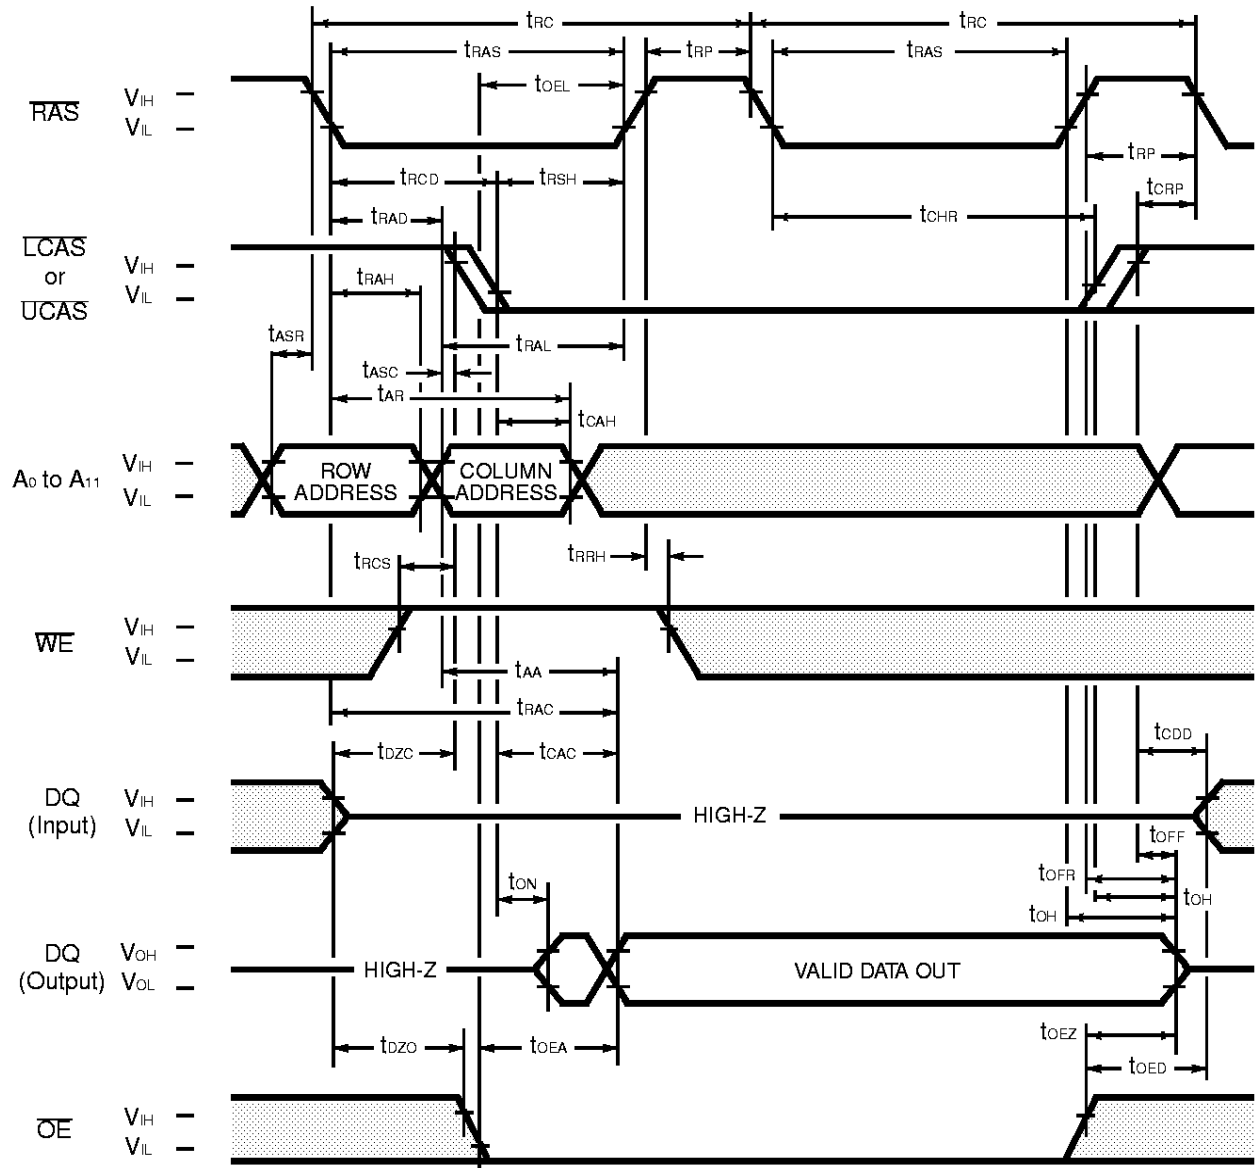 tRC tRC
tRAS tRP tRAS
tOEL
RAS VIH
VIL
tRP
tRCD tRSH
tCRP
tRAD tCHR
LCAS
or
UCAS
VIH
VIL
tRAH
tASR
tRAL
tASC
tAR
tCAH
A0 to A11 VIH
VIL
ROW
ADDRESS
COLUMN
ADDRESS
tRCS tRRH
WE VIH
VIL
tAA
tRAC
tDZC tCAC tCDD
DQ
(Input)
VIH
VIL
HIGH-Z
tOFF
tOFR
tON tOH
tOH
DQ
(Output)
VOH
VOL
HIGH-Z VALID DATA OUT
tDZO tOEA tOEZ
tOED
OE VIH
VIL